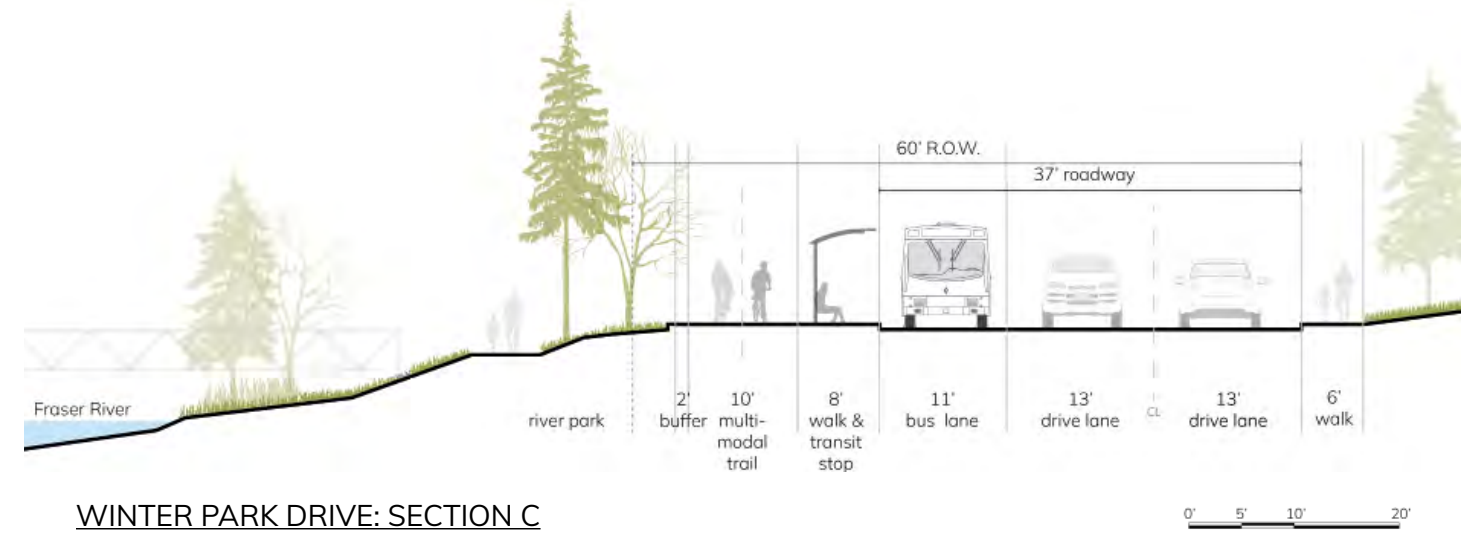 60' R.O.W.
37' roadway
Fraser River
river park
2'
buffer
10'
multi-
modal
trail
8'
walk &
transit
stop
11'
bus lane
13'
drive lane
CL
13'
drive lane
6'
walk
WINTER PARK DRIVE: SECTION C
0' 5' 10' 20'